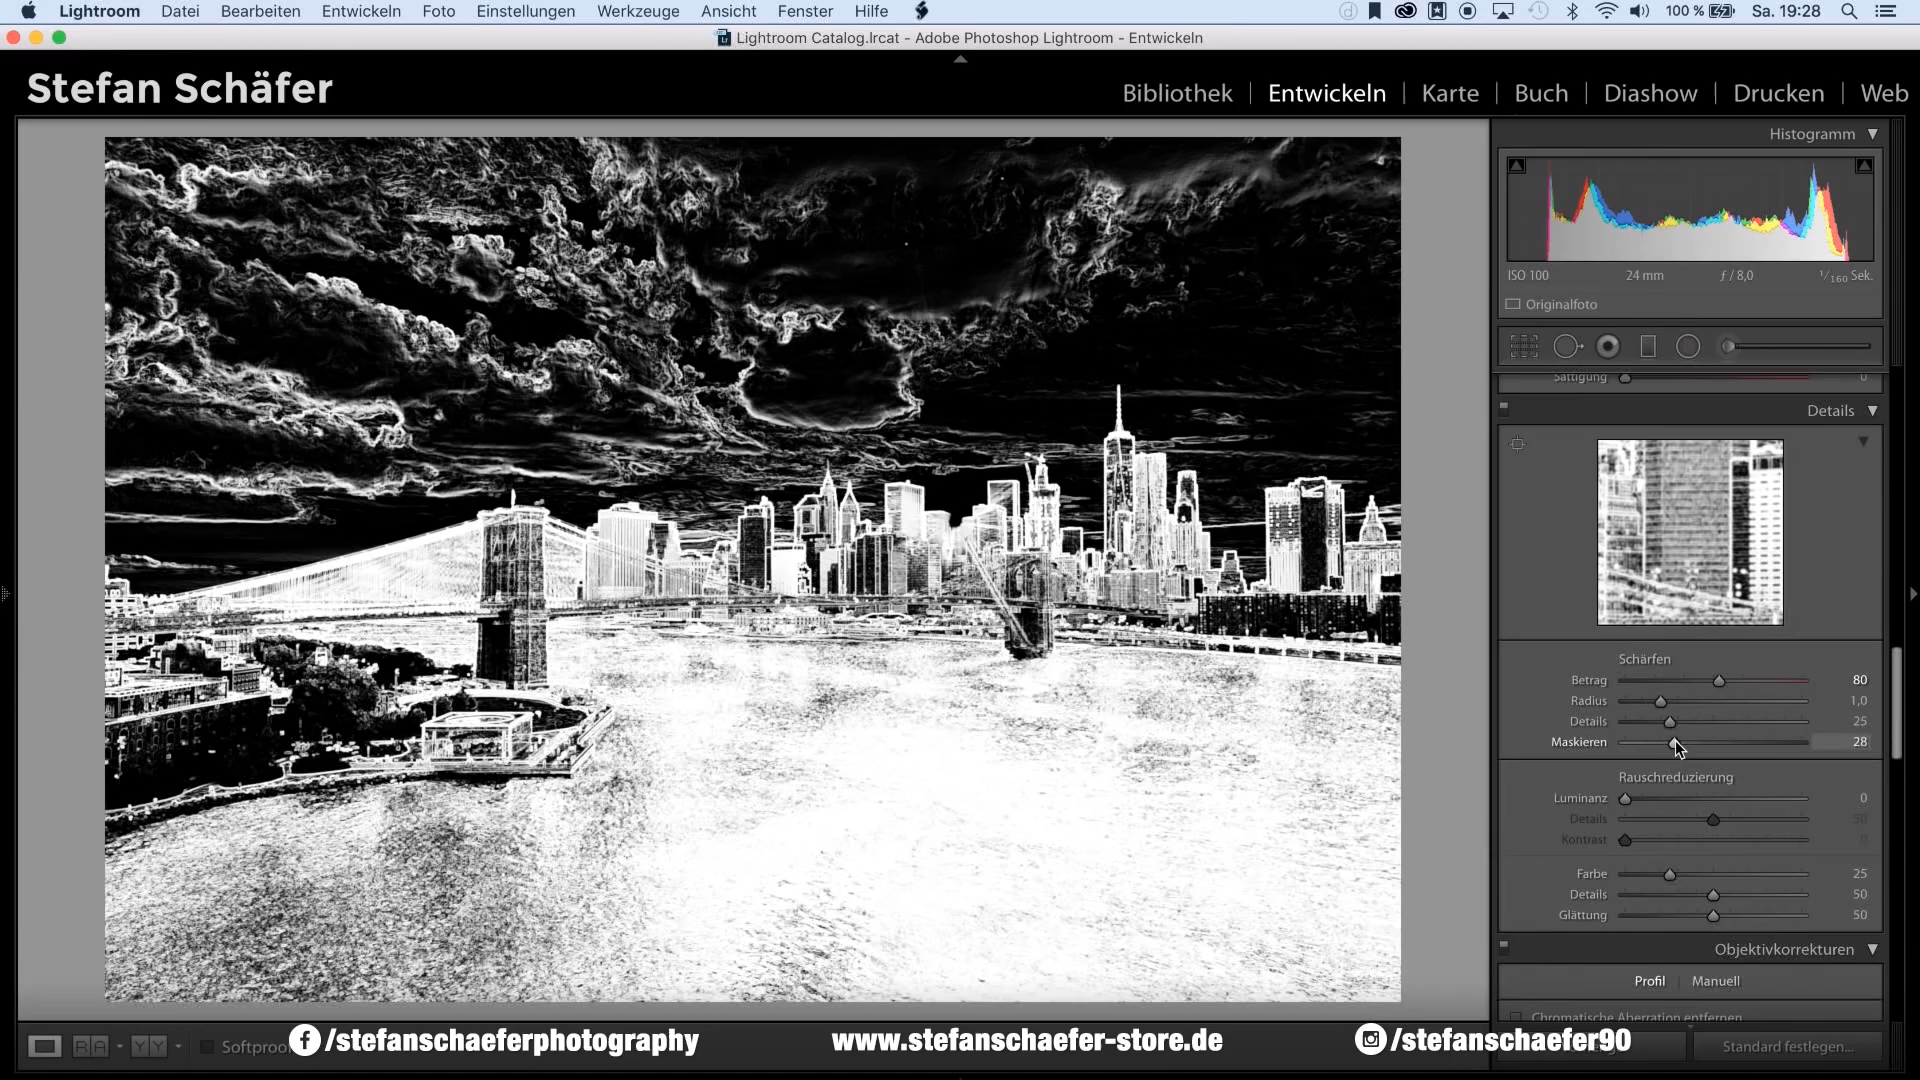 Lightroom Datei Bearbeiten Entwickeln Foto Einstellungen Werkzeuge Ansicht Fenster Hilfe 100 % Sa. 19:28
Lightroom Catalog.lrcat - Adobe Photoshop Lightroom - Entwickeln
Stefan Schäfer
Bibliothek | Entwickeln | Karte | Buch | Diashow | Drucken | Web
Histogramm
ISO 100 24 mm ƒ / 8,0 1/160 Sek.
Originalfoto
Sättigung 0
Details
Schärfen
Betrag 80
Radius 1,0
Details 25
Maskieren 28
Rauschreduzierung
Luminanz 0
Details 50
Kontrast 0
Farbe 25
Details 50
Glättung 50
Objektivkorrekturen
Profil | Manuell
Chromatische Aberration entfernen
RA YY
/stefanschaeferphotography www.stefanschaefer-store.de /stefanschaefer90
Standard festlegen...